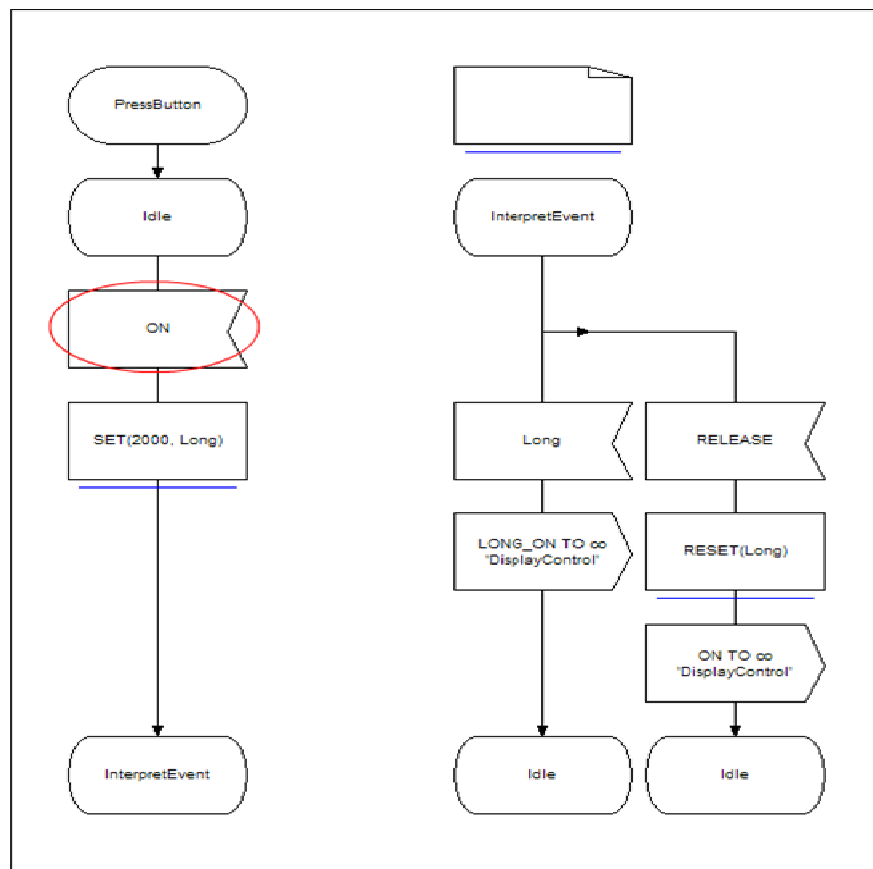 PressButton
Idle
ON
SET(2000, Long)
InterpretEvent
InterpretEvent
Long
LONG_ON TO ∞
"DisplayControl"
Idle
RELEASE
RESET(Long)
ON TO ∞
"DisplayControl"
Idle